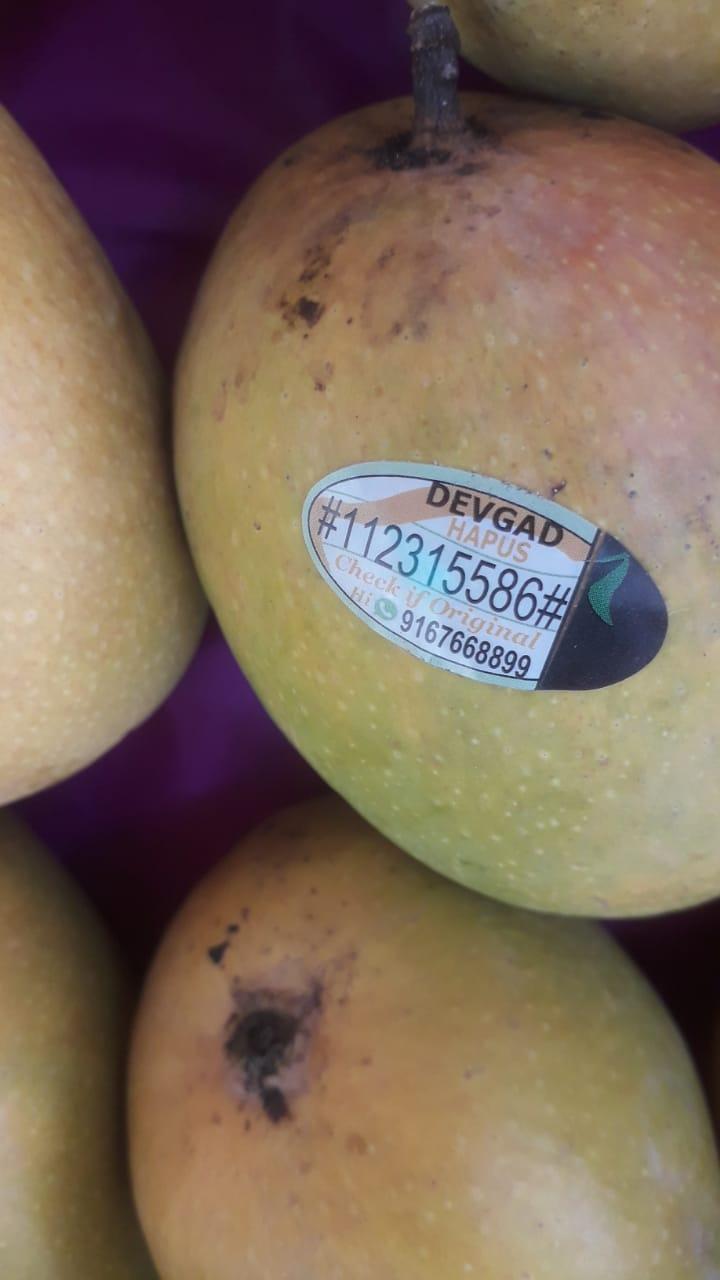 DEVGAD
HAPUS
#112315586#
Check if Original
Hi 9167668899